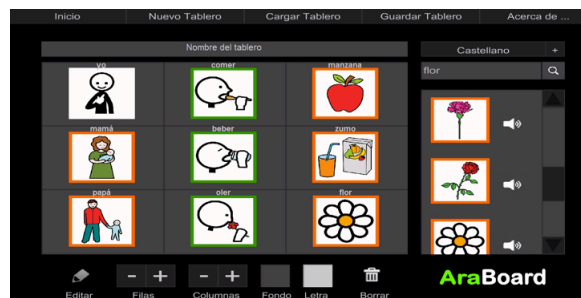 Inicio Nuevo Tablero Cargar Tablero Guardar Tablero Acerca de ...
Nombre del tablero
Castellano +
yo comer manzana
flor
mamá beber zumo
papá oler flor
- + - +
AraBoard
Editar Filas Columnas Fondo Letra Borrar